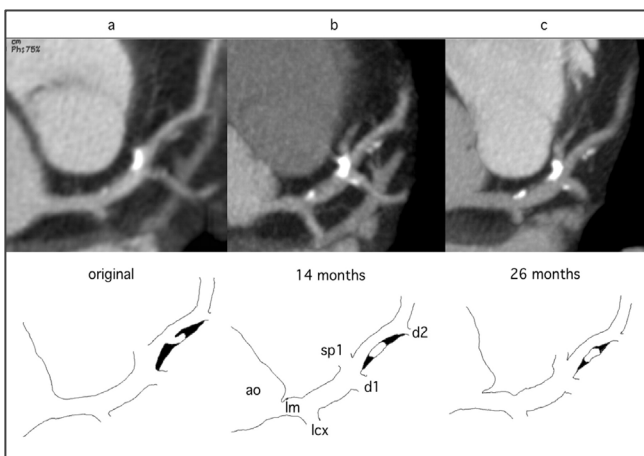 a
b
c
cm
Ph:75%
original
14 months
26 months
sp1
d2
ao
d1
lm
lcx